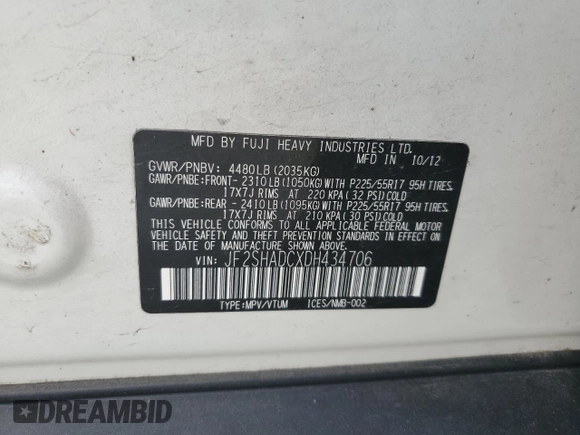 MFD BY FUJI HEAVY INDUSTRIES LTD.
MADE IN JAPAN 10/12
GVWR/PNBV: 4480LB (2035KG)
GAWR/PNBE:FRONT- 2310LB(1050KG)WITH P225/55R17 95H TIRES,
17X7J RIMS AT 220 KPA( 32 PSI)COLD
GAWR/PNBE:REAR - 2410LB(1095KG)WITH P225/55R17 95H TIRES,
17X7J RIMS AT 210 KPA( 30 PSI)COLD
THIS VEHICLE CONFORMS TO ALL APPLICABLE FEDERAL MOTOR
VEHICLE SAFETY AND THEFT PREVENTION STANDARDS IN
EFFECT ON THE DATE OF MANUFACTURE SHOWN ABOVE.
VIN: JF2SHADCXDH434706
TYPE:MPV/VTUM ICES/NMB-002
DREAMBID